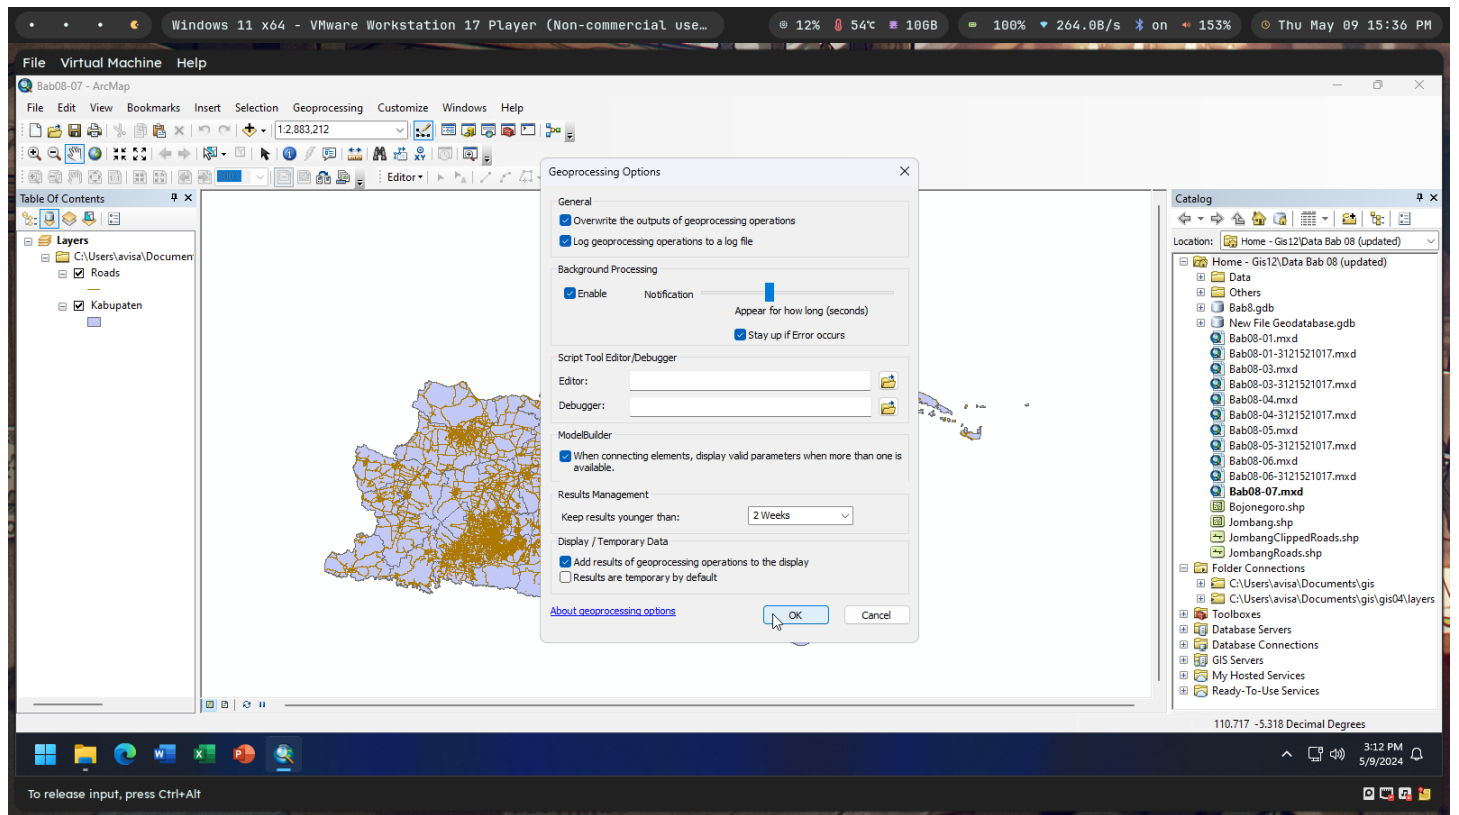 Windows 11 x64 - VMware Workstation 17 Player (Non-commercial use…
12% 54°C 10GB 100% 264.0B/s on 153% Thu May 09 15:36 PM
File Virtual Machine Help
Bab08-07 - ArcMap
File Edit View Bookmarks Insert Selection Geoprocessing Customize Windows Help
1:2,883,212
Editor
Table Of Contents
Layers
C:\Users\avisa\Documen
Roads
Kabupaten
Geoprocessing Options
General
Overwrite the outputs of geoprocessing operations
Log geoprocessing operations to a log file
Background Processing
Enable
Notification
Appear for how long (seconds)
Stay up if Error occurs
Script Tool Editor/Debugger
Editor:
Debugger:
ModelBuilder
When connecting elements, display valid parameters when more than one is
available.
Results Management
Keep results younger than:
2 Weeks
Display / Temporary Data
Add results of geoprocessing operations to the display
Results are temporary by default
About geoprocessing options
OK
Cancel
Catalog
Location: Home - Gis12\Data Bab 08 (updated)
Home - Gis12\Data Bab 08 (updated)
Data
Others
Bab8.gdb
New File Geodatabase.gdb
Bab08-01.mxd
Bab08-01-3121521017.mxd
Bab08-03.mxd
Bab08-03-3121521017.mxd
Bab08-04.mxd
Bab08-04-3121521017.mxd
Bab08-05.mxd
Bab08-05-3121521017.mxd
Bab08-06.mxd
Bab08-06-3121521017.mxd
Bab08-07.mxd
Bojonegoro.shp
Jombang.shp
JombangClippedRoads.shp
JombangRoads.shp
Folder Connections
C:\Users\avisa\Documents\gis
C:\Users\avisa\Documents\gis\gis04\layers
Toolboxes
Database Servers
Database Connections
GIS Servers
My Hosted Services
Ready-To-Use Services
110.717 -5.318 Decimal Degrees
3:12 PM
5/9/2024
To release input, press Ctrl+Alt